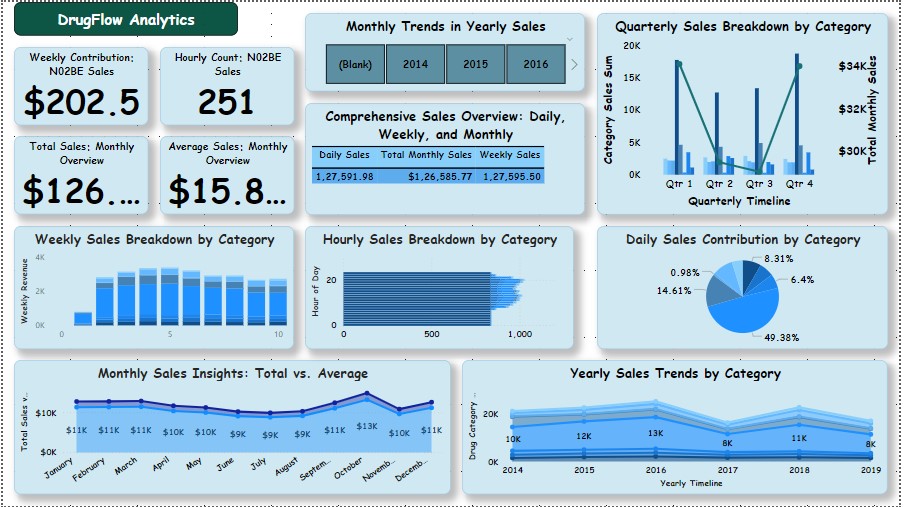 DrugFlow Analytics
Weekly Contribution:
N02BE Sales
$202.5
Hourly Count: N02BE
Sales
251
Total Sales: Monthly
Overview
$126....
Average Sales: Monthly
Overview
$15.8...
Monthly Trends in Yearly Sales
(Blank) 2014 2015 2016
Comprehensive Sales Overview: Daily,
Weekly, and Monthly
Daily Sales Total Monthly Sales Weekly Sales
1,27,591.98 $1,26,585.77 1,27,595.50
Quarterly Sales Breakdown by Category
Category Sales Sum
20K
15K
10K
5K
0K
$34K
$32K
$30K
Total Monthly Sales
Qtr 1 Qtr 2 Qtr 3 Qtr 4
Quarterly Timeline
Weekly Sales Breakdown by Category
Weekly Revenue
4K
2K
0K
0 5 10
Hourly Sales Breakdown by Category
Hour of Day
20
0
0 500 1,000
Daily Sales Contribution by Category
8.31%
0.98%
6.4%
14.61%
49.38%
Monthly Sales Insights: Total vs. Average
Total Sales v...
$10K
$0K
$11K $11K $11K $10K $10K $9K $9K $9K $11K $13K $10K $11K
January February March April May June July August Septem... October Novemb... Decemb...
Yearly Sales Trends by Category
Drug Category ...
20K
0K
10K 12K 13K 8K 11K 8K
2014 2015 2016 2017 2018 2019
Yearly Timeline